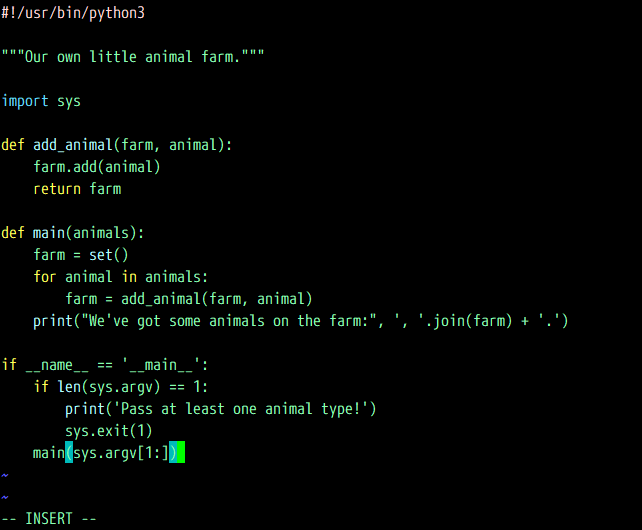 #!/usr/bin/python3

"""Our own little animal farm."""

import sys

def add_animal(farm, animal):
    farm.add(animal)
    return farm

def main(animals):
    farm = set()
    for animal in animals:
        farm = add_animal(farm, animal)
    print("We've got some animals on the farm:", ', '.join(farm) + '.')

if __name__ == '__main__':
    if len(sys.argv) == 1:
        print('Pass at least one animal type!')
        sys.exit(1)
    main(sys.argv[1:])
~
~
-- INSERT --